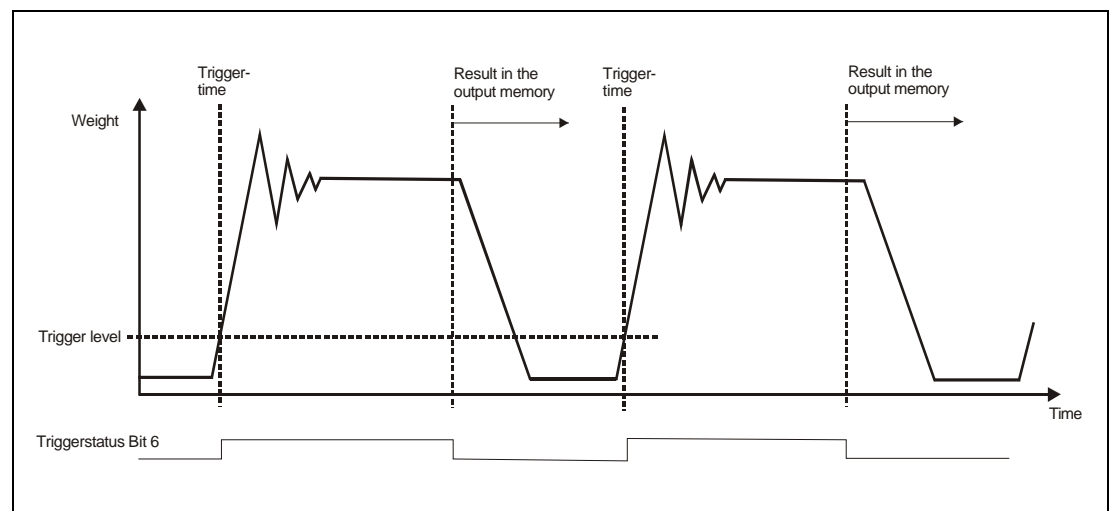 Trigger-
time
Result in the
output memory
Trigger-
time
Result in the
output memory
Weight
Trigger level
Time
Triggerstatus Bit 6